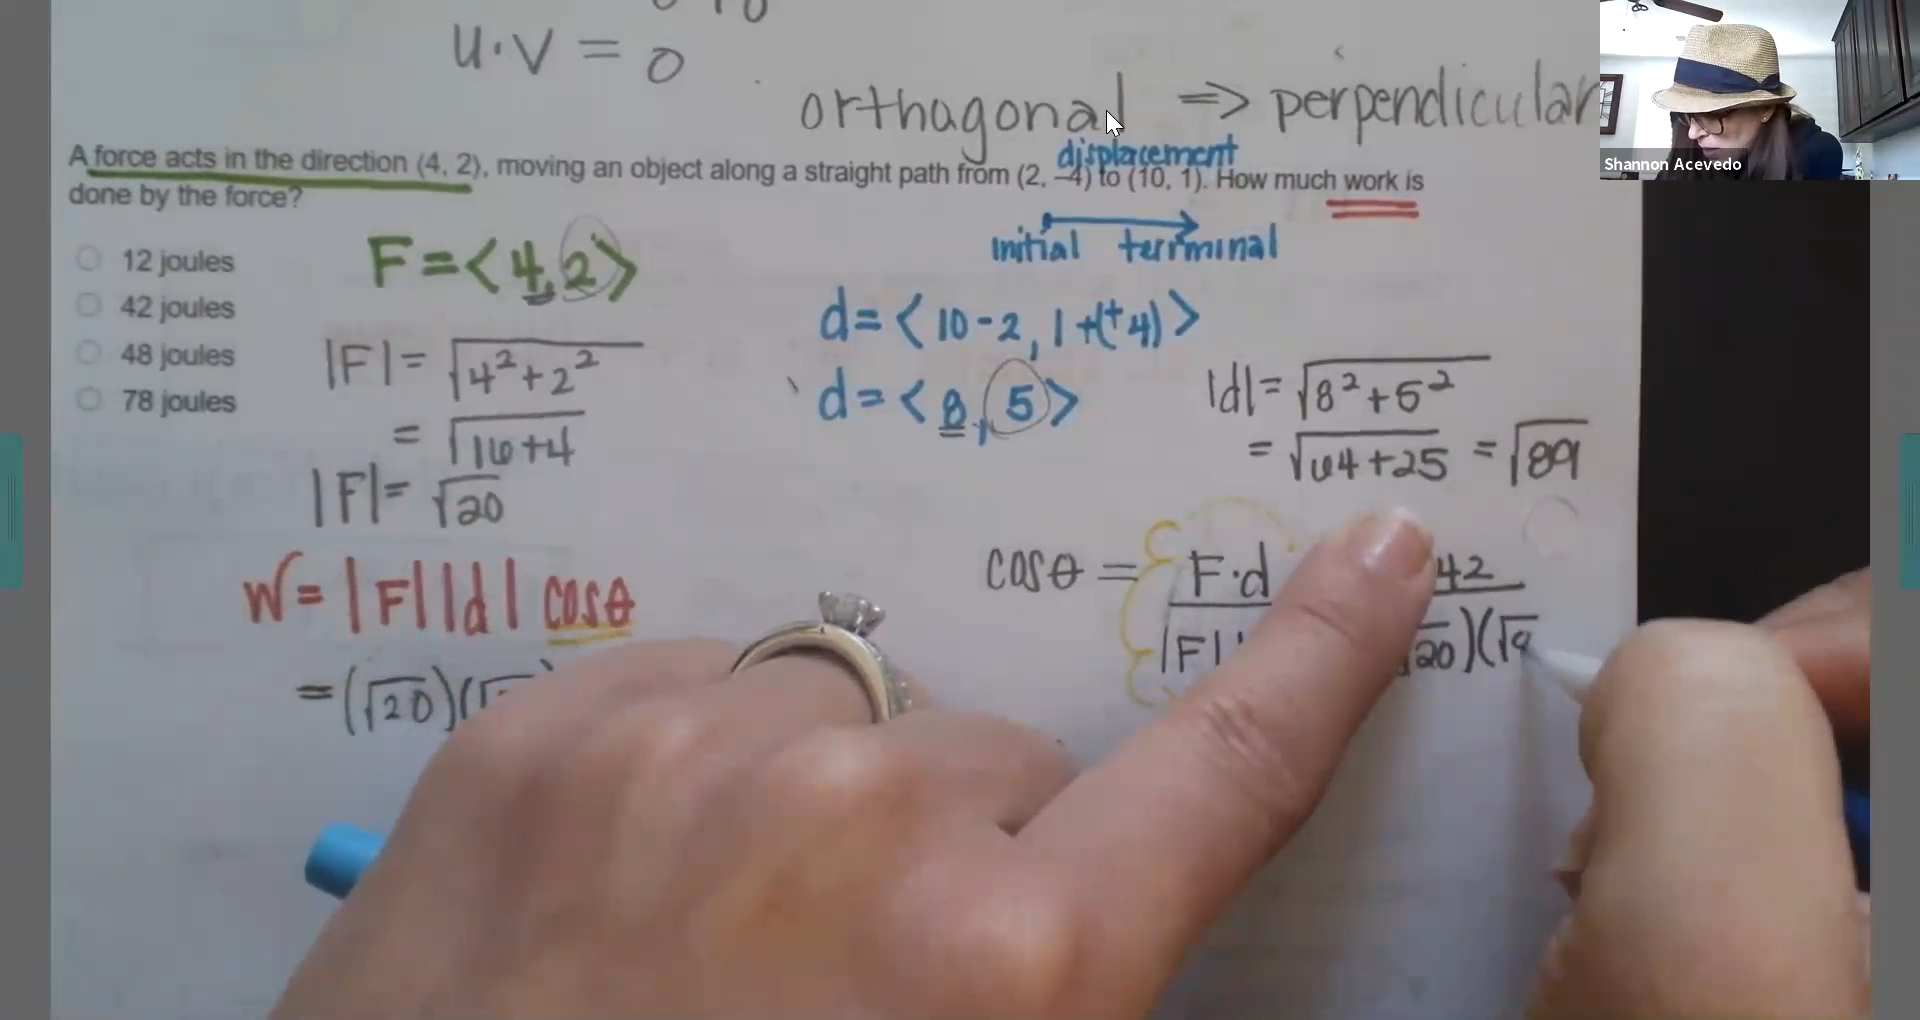 u·v = 0
orthagonal => perpendicular
Shannon Acevedo
displacement
A force acts in the direction ⟨4, 2⟩, moving an object along a straight path from (2, –4) to (10, 1). How much work is
done by the force?
initial terminal
12 joules
42 joules
48 joules
78 joules
F = <4, 2>
|F| = √4²+2²
= √16+4
|F| = √20
d = <10-2, 1+(+4)>
d = <8, 5>
|d| = √8²+5²
= √64+25 = √89
W = |F||d| cosθ
= (√20)(√
cosθ = F·d 42
|F| | √20)(√